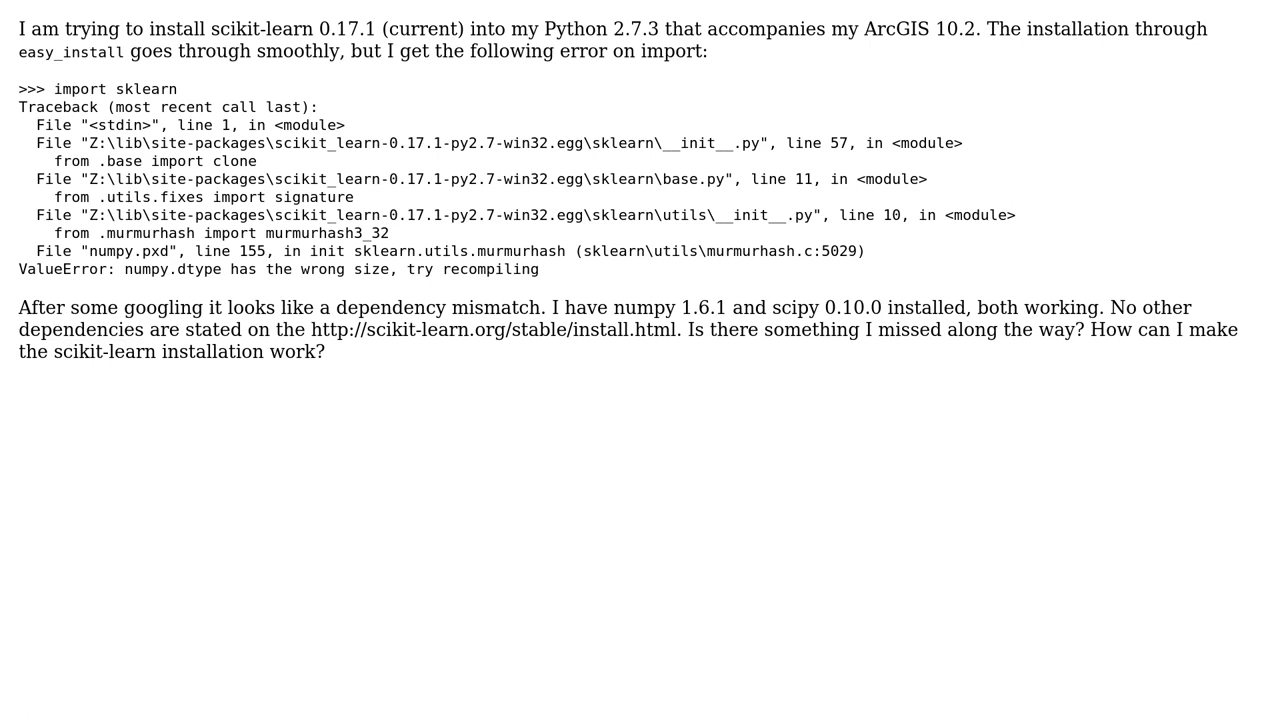 I am trying to install scikit-learn 0.17.1 (current) into my Python 2.7.3 that accompanies my ArcGIS 10.2. The installation through
easy_install goes through smoothly, but I get the following error on import:
>>> import sklearn
Traceback (most recent call last):
  File "<stdin>", line 1, in <module>
  File "Z:\lib\site-packages\scikit_learn-0.17.1-py2.7-win32.egg\sklearn\__init__.py", line 57, in <module>
    from .base import clone
  File "Z:\lib\site-packages\scikit_learn-0.17.1-py2.7-win32.egg\sklearn\base.py", line 11, in <module>
    from .utils.fixes import signature
  File "Z:\lib\site-packages\scikit_learn-0.17.1-py2.7-win32.egg\sklearn\utils\__init__.py", line 10, in <module>
    from .murmurhash import murmurhash3_32
  File "numpy.pxd", line 155, in init sklearn.utils.murmurhash (sklearn\utils\murmurhash.c:5029)
ValueError: numpy.dtype has the wrong size, try recompiling
After some googling it looks like a dependency mismatch. I have numpy 1.6.1 and scipy 0.10.0 installed, both working. No other
dependencies are stated on the http://scikit-learn.org/stable/install.html. Is there something I missed along the way? How can I make
the scikit-learn installation work?